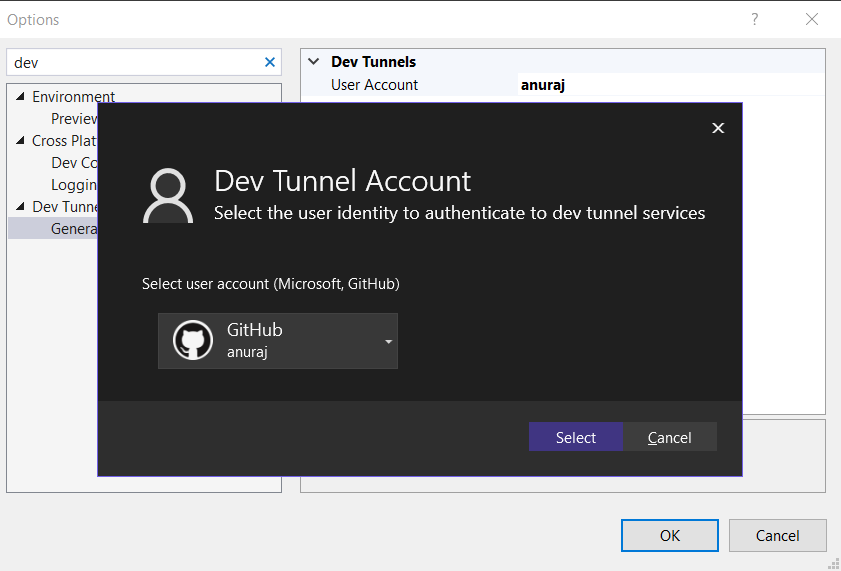 Options
?
dev
Environment
Preview
Cross Plat
Dev Co
Loggin
Dev Tunne
Genera
Dev Tunnels
User Account
anuraj
Dev Tunnel Account
Select the user identity to authenticate to dev tunnel services
Select user account (Microsoft, GitHub)
GitHub
anuraj
Select
Cancel
OK
Cancel